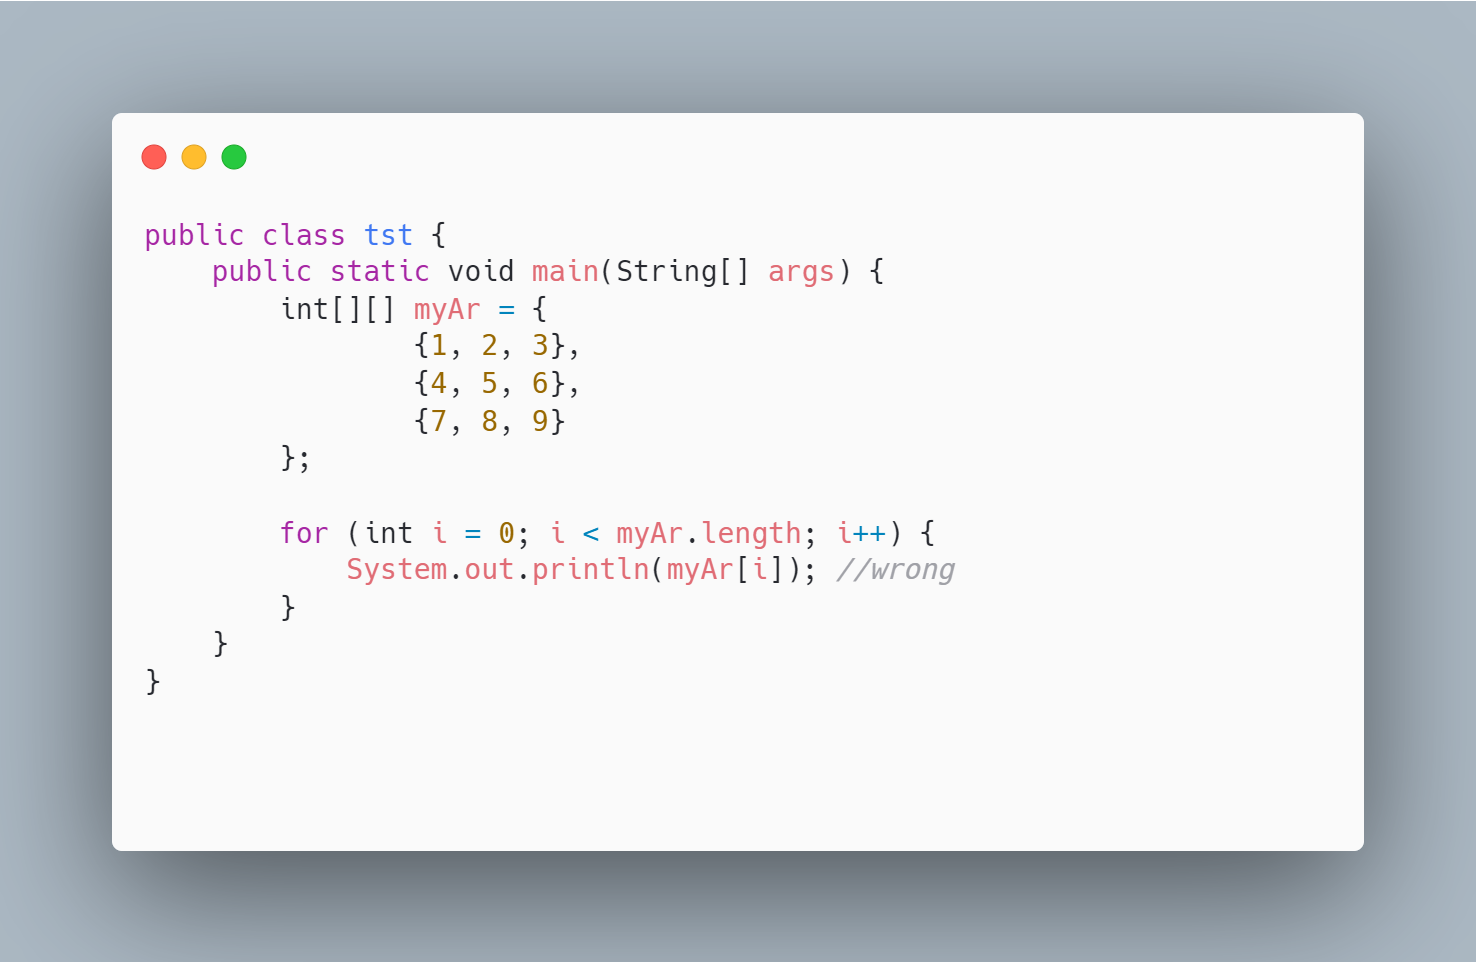 public class tst {
    public static void main(String[] args) {
        int[][] myAr = {
                {1, 2, 3},
                {4, 5, 6},
                {7, 8, 9}
        };

        for (int i = 0; i < myAr.length; i++) {
            System.out.println(myAr[i]); //wrong
        }
    }
}